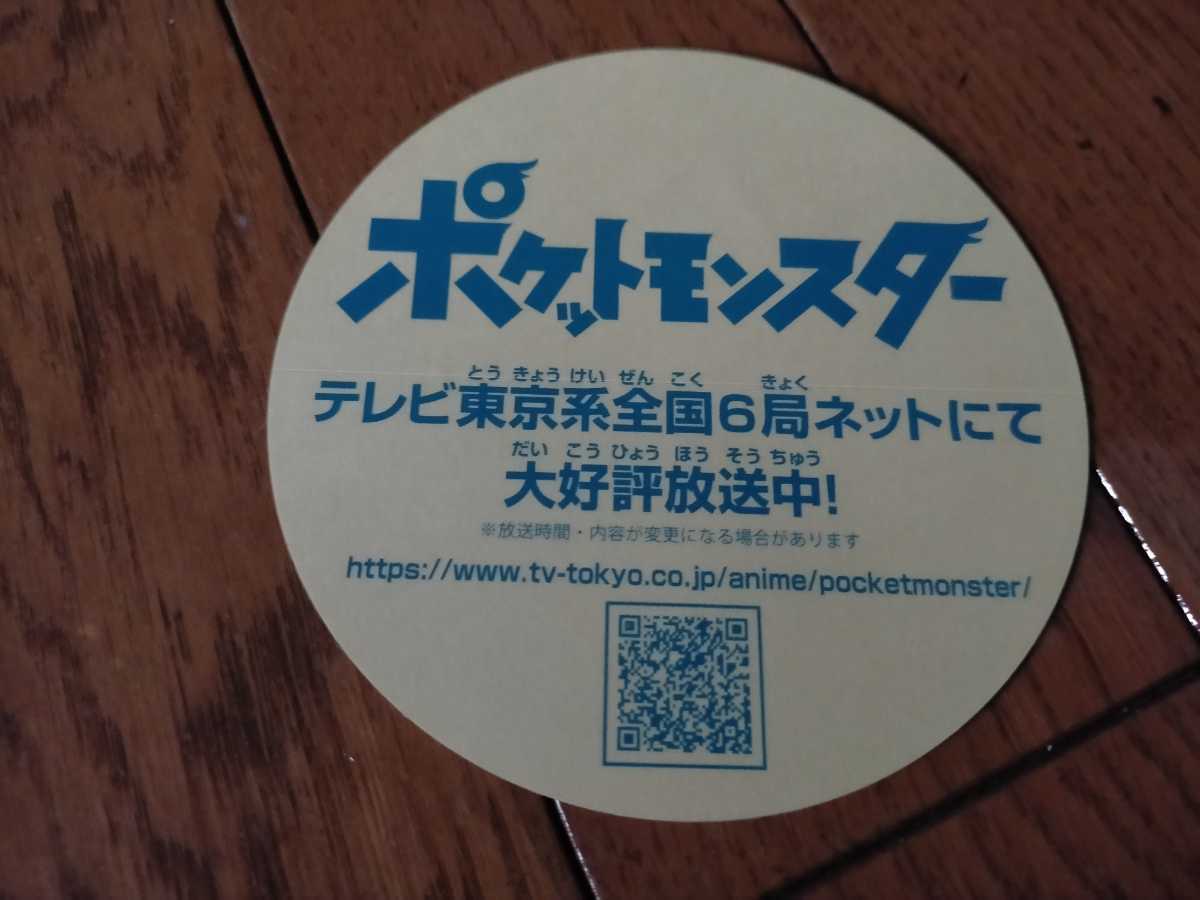 ポケットモンスター
とうきょうけいぜんこく きょく
テレビ東京系全国6局ネットにて
だいこうひょうほうそうちゅう
大好評放送中!
※放送時間・内容が変更になる場合があります
https://www.tv-tokyo.co.jp/anime/pocketmonster/